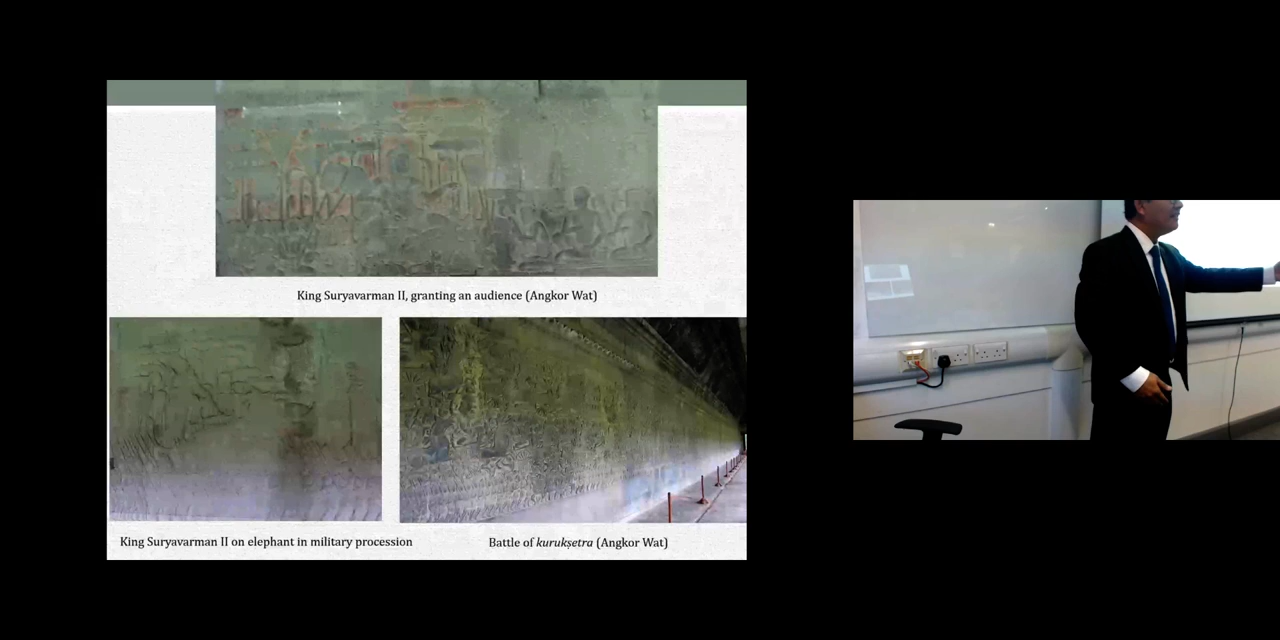 King Suryavarman II, granting an audience (Angkor Wat)
King Suryavarman II on elephant in military procession
Battle of kurukṣetra (Angkor Wat)